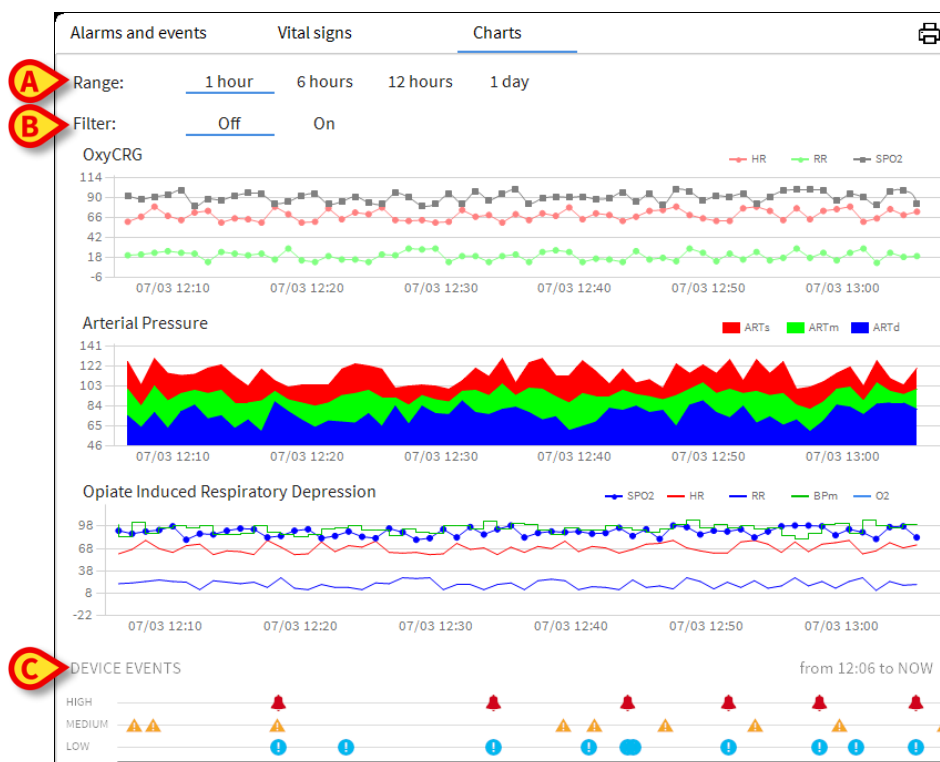 Alarms and events Vital signs Charts
A Range: 1 hour 6 hours 12 hours 1 day
B Filter: Off On
OxyCRG
HR RR SPO2
114
90
66
42
18
-6
07/03 12:10 07/03 12:20 07/03 12:30 07/03 12:40 07/03 12:50 07/03 13:00
Arterial Pressure
ARTs ARTm ARTd
141
122
103
84
65
46
07/03 12:10 07/03 12:20 07/03 12:30 07/03 12:40 07/03 12:50 07/03 13:00
Opiate Induced Respiratory Depression
SPO2 HR RR BPm O2
98
68
38
8
-22
07/03 12:10 07/03 12:20 07/03 12:30 07/03 12:40 07/03 12:50 07/03 13:00
C DEVICE EVENTS from 12:06 to NOW
HIGH
MEDIUM
LOW